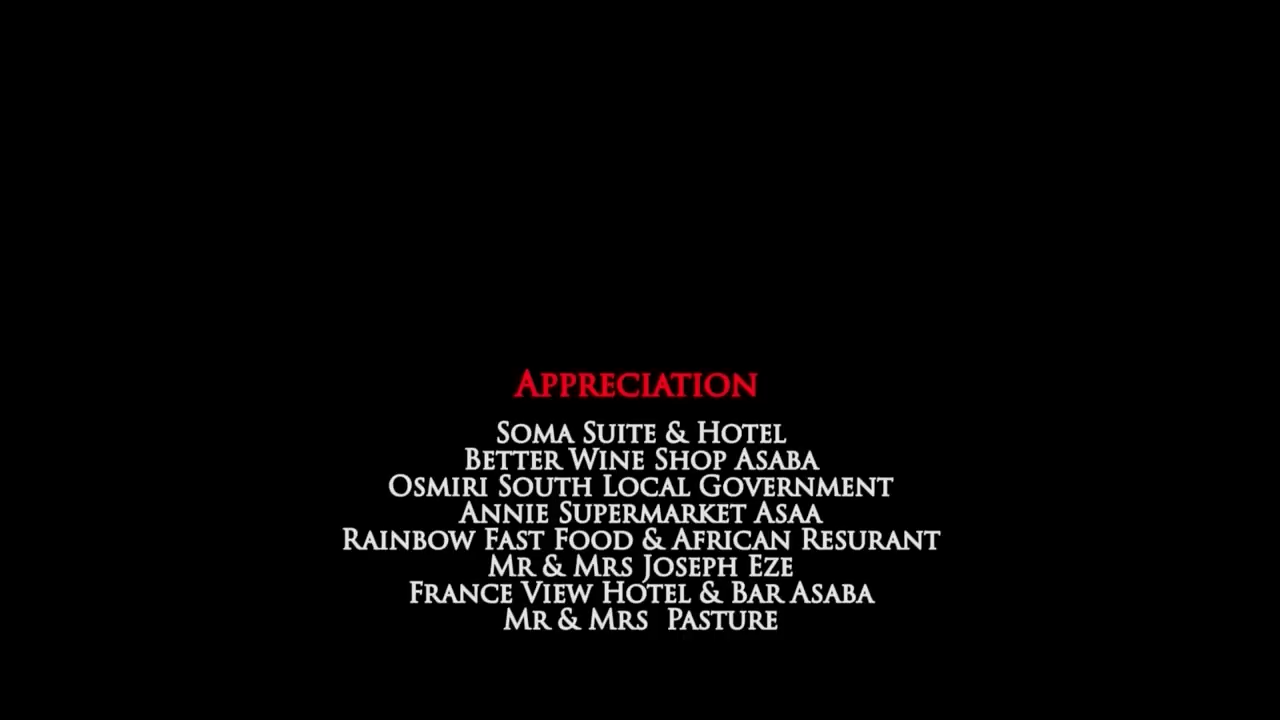 Appreciation
Soma Suite & Hotel
Better Wine Shop Asaba
Osmiri South Local Government
Annie Supermarket Asaa
Rainbow Fast Food & African Resurant
Mr & Mrs Joseph Eze
France View Hotel & Bar Asaba
Mr & Mrs Pasture